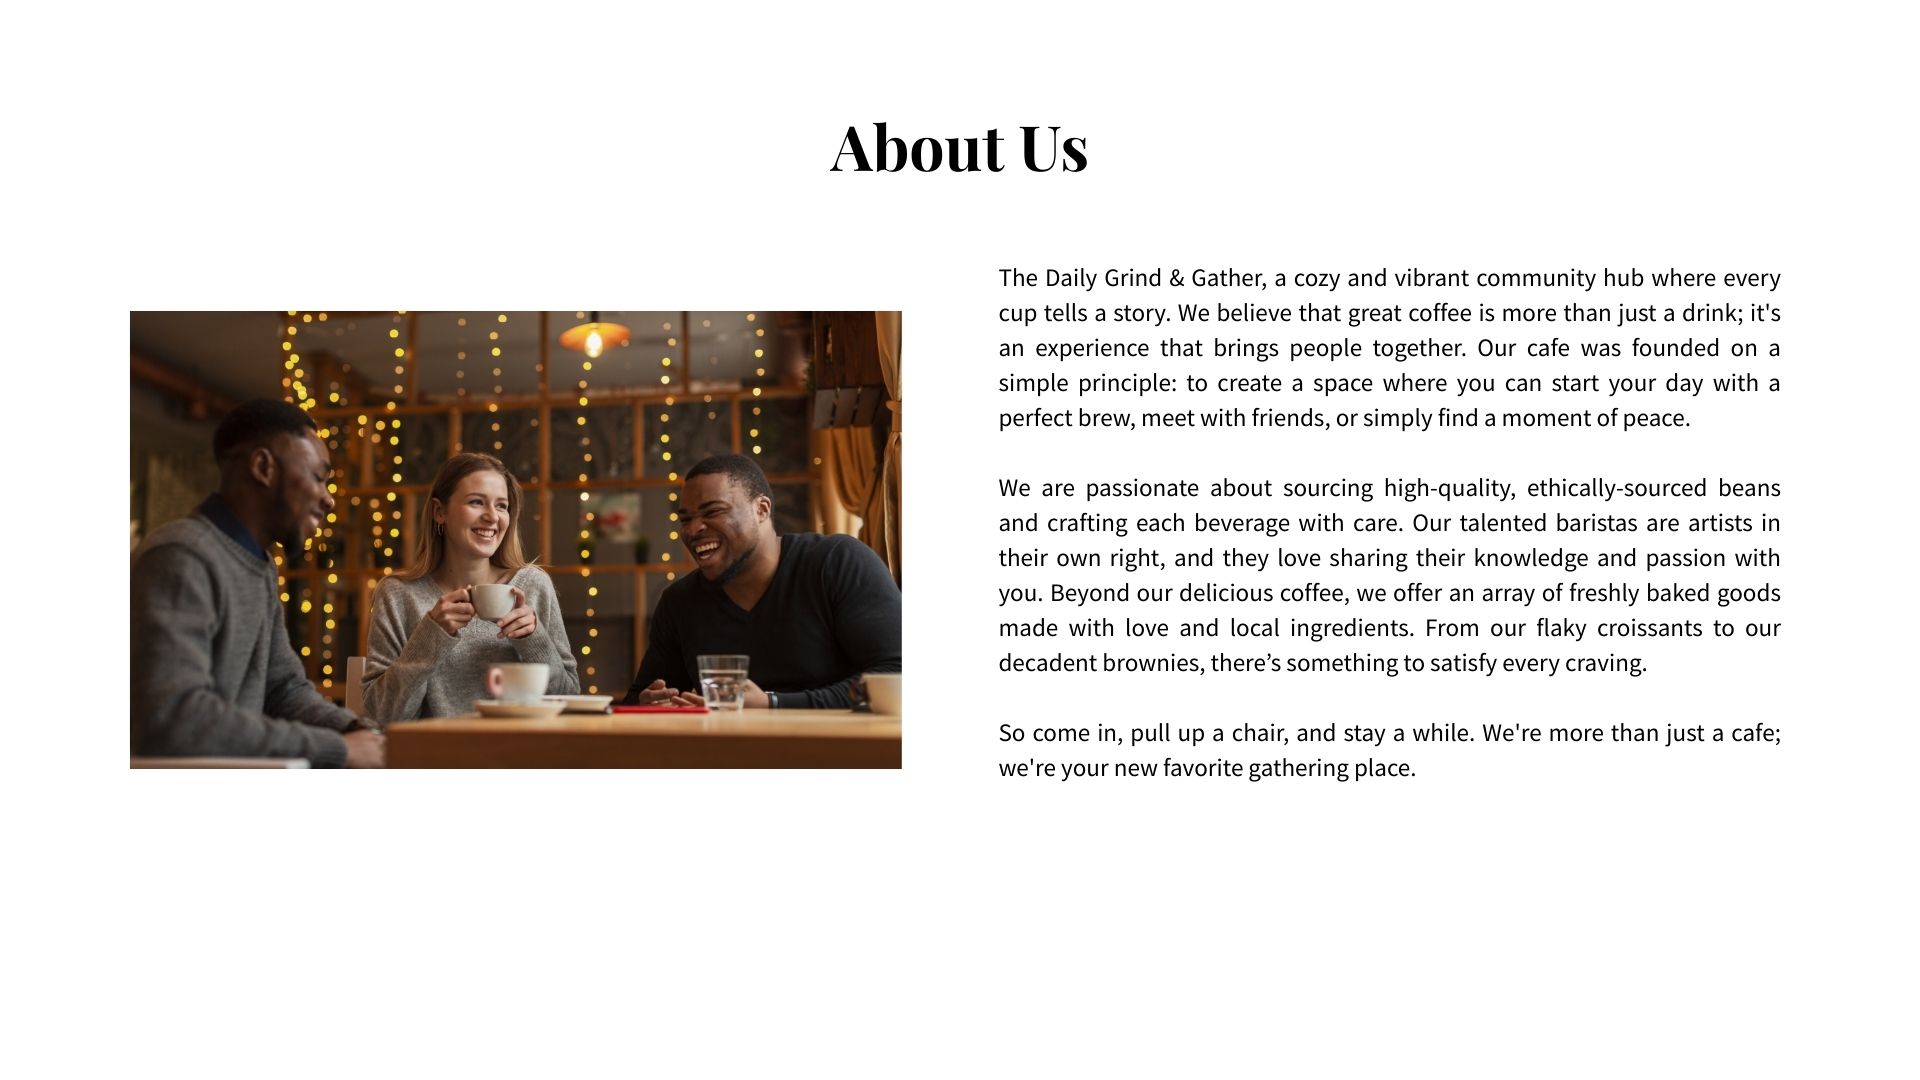 About Us
The Daily Grind & Gather, a cozy and vibrant community hub where every
cup tells a story. We believe that great coffee is more than just a drink; it's
an experience that brings people together. Our cafe was founded on a
simple principle: to create a space where you can start your day with a
perfect brew, meet with friends, or simply find a moment of peace.
We are passionate about sourcing high-quality, ethically-sourced beans
and crafting each beverage with care. Our talented baristas are artists in
their own right, and they love sharing their knowledge and passion with
you. Beyond our delicious coffee, we offer an array of freshly baked goods
made with love and local ingredients. From our flaky croissants to our
decadent brownies, there’s something to satisfy every craving.
So come in, pull up a chair, and stay a while. We're more than just a cafe;
we're your new favorite gathering place.